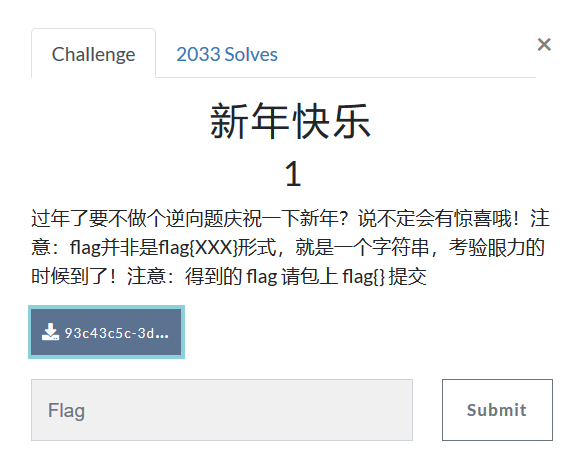 Challenge
2033 Solves
×
新年快乐
1
过年了要不做个逆向题庆祝一下新年？说不定会有惊喜哦！注
意：flag并非是flag{XXX}形式，就是一个字符串，考验眼力的
时候到了！注意：得到的 flag 请包上 flag{} 提交
93c43c5c-3d...
Flag
Submit